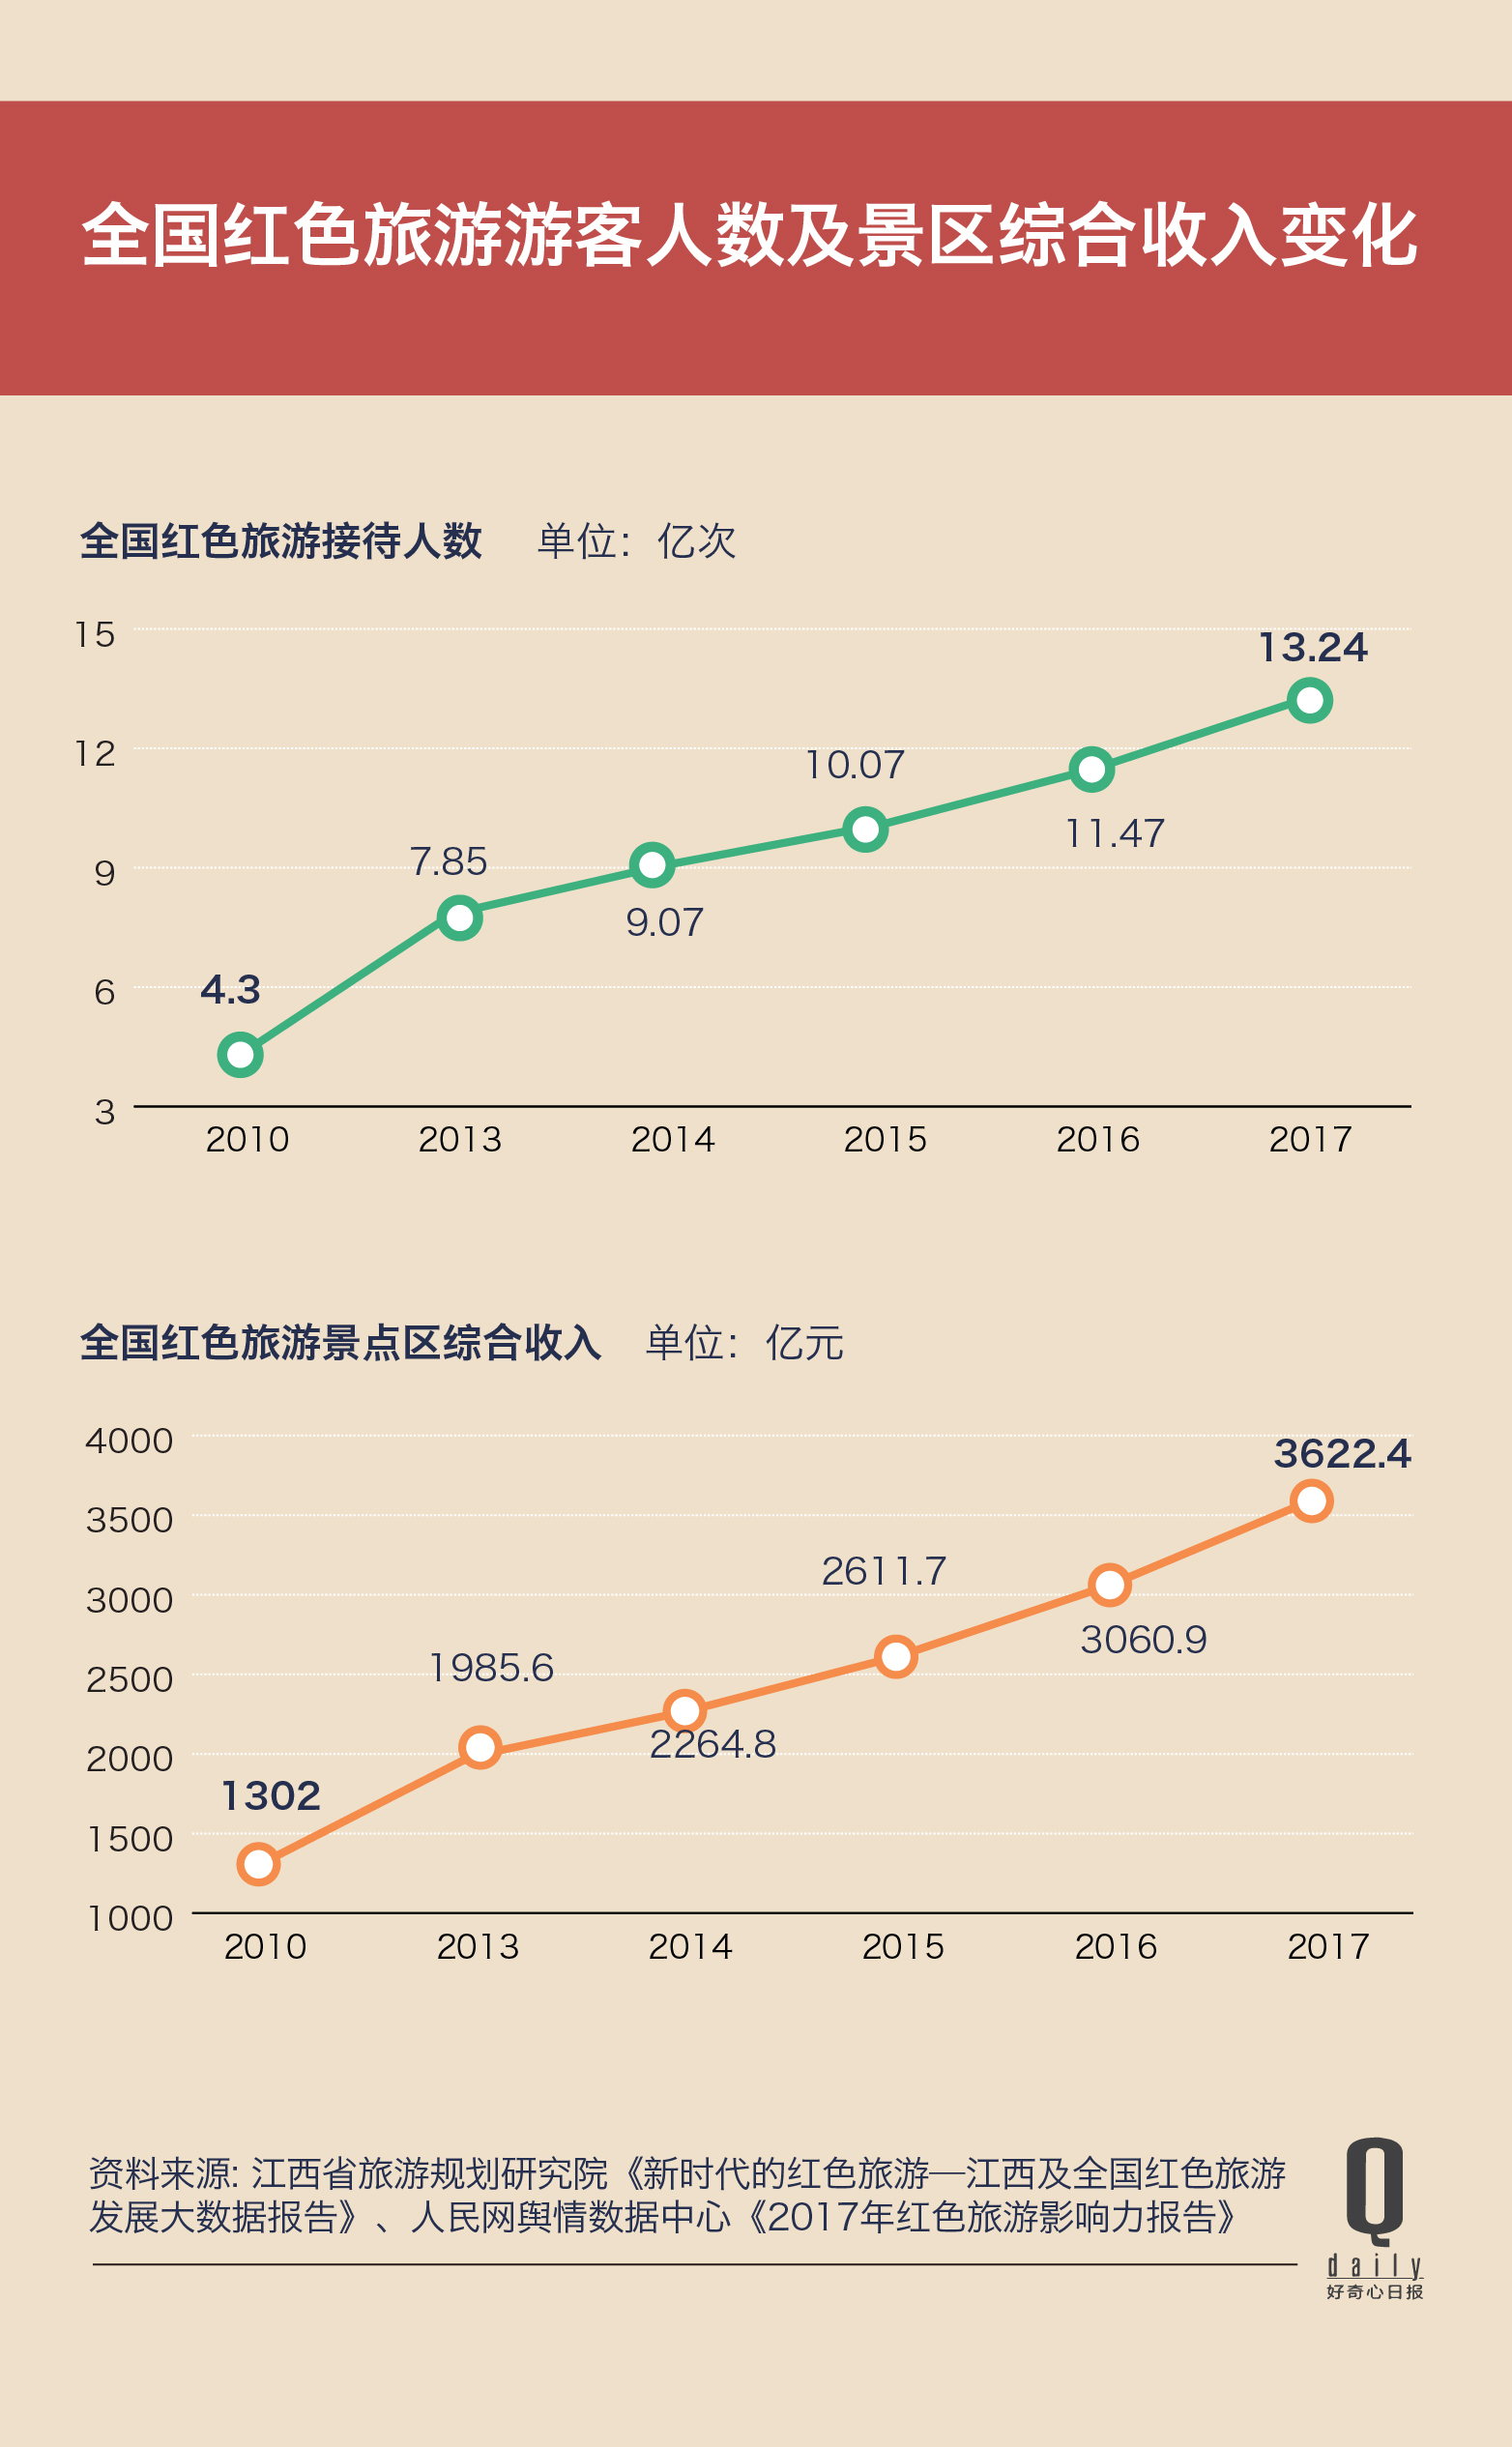 全国红色旅游游客人数及景区综合收入变化
全国红色旅游接待人数 单位：亿次
15
13.24
12
10.07
11.47
9
7.85
9.07
6
4.3
3
2010 2013 2014 2015 2016 2017
全国红色旅游景点区综合收入 单位：亿元
4000
3622.4
3500
2611.7
3000
3060.9
2500
1985.6
2264.8
2000
1302
1500
1000
2010 2013 2014 2015 2016 2017
资料来源: 江西省旅游规划研究院《新时代的红色旅游—江西及全国红色旅游
发展大数据报告》、人民网舆情数据中心《2017年红色旅游影响力报告》
Q
daily
好奇心日报